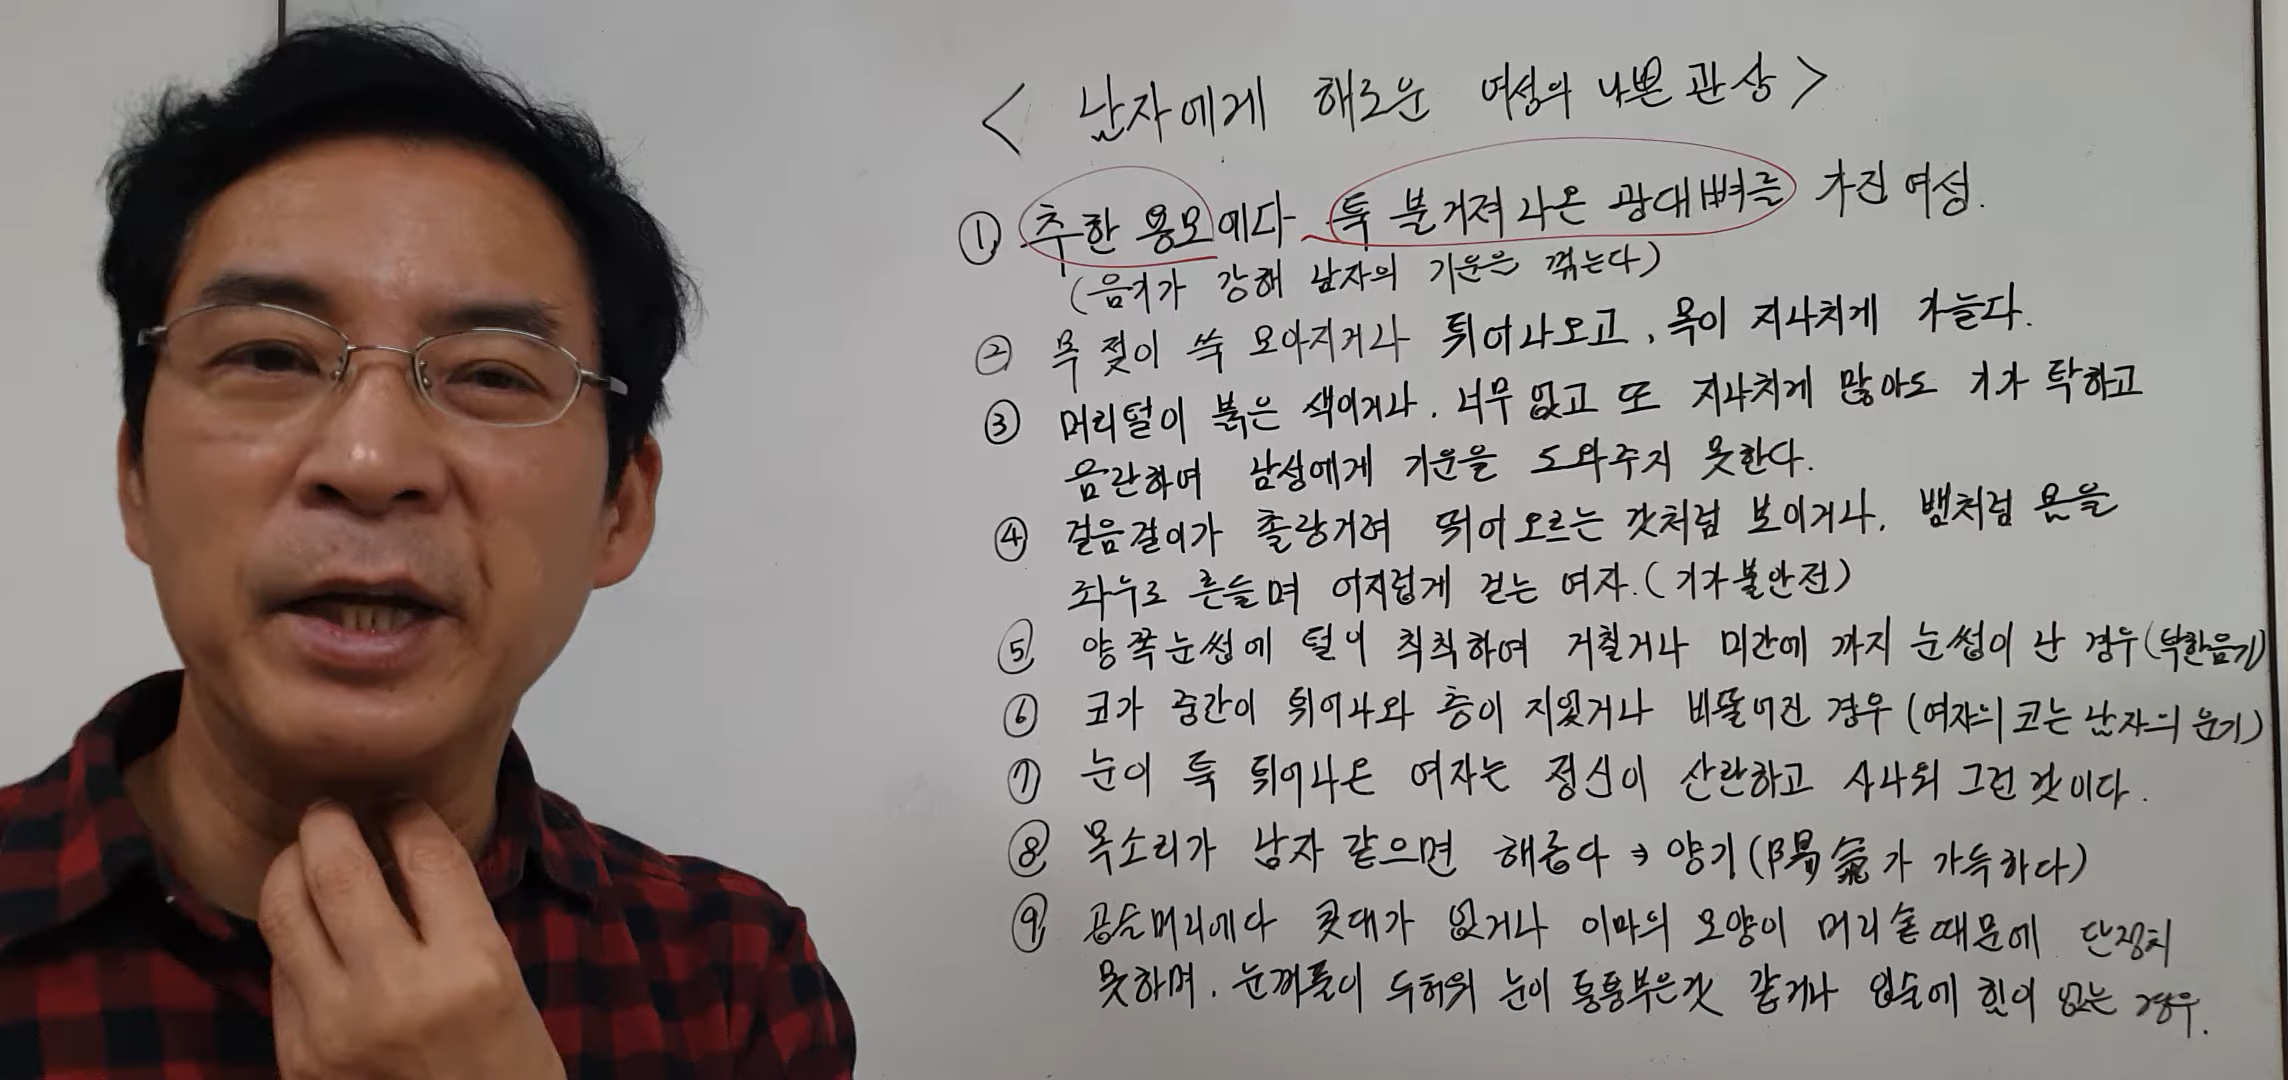 < 남자에게 해로운 여성의 나쁜 관상 >
① 추한 용모에다 툭 불거져 나온 광대뼈를 가진 여성.
(음기가 강해 남자의 기운을 꺾는다)
② 목젖이 쑥 모아지거나 튀어나오고, 목이 지나치게 가늘다.
③ 머리털이 붉은 색이거나, 너무 없고 또 지나치게 많아도 기가 탁하고
음란하며 남성에게 기운을 도와주지 못한다.
④ 걸음걸이가 촐랑거려 뛰어오르는 것처럼 보이거나, 뱀처럼 몸을
좌우로 흔들며 어지럽게 걷는 여자. (기가 불안전)
⑤ 양쪽 눈썹에 털이 칙칙하여 거칠거나 미간에 까지 눈썹이 난 경우 (탁한음기)
⑥ 코가 중간이 튀어나와 층이 지었거나 비뚤어진 경우 (여자의 코는 남자의 운기)
⑦ 눈이 툭 튀어나온 여자는 정신이 산란하고 사나워 그런 것이다.
⑧ 목소리가 남자 같으면 해롭다 → 양기 (陽氣가 가득하다)
⑨ 곱슬머리에다 콧대가 없거나 이마의 모양이 머리숱 때문에 단정치
못하며, 눈꺼풀이 두꺼워 눈이 퉁퉁부은것 같거나 입술에 힘이 없는 경우.